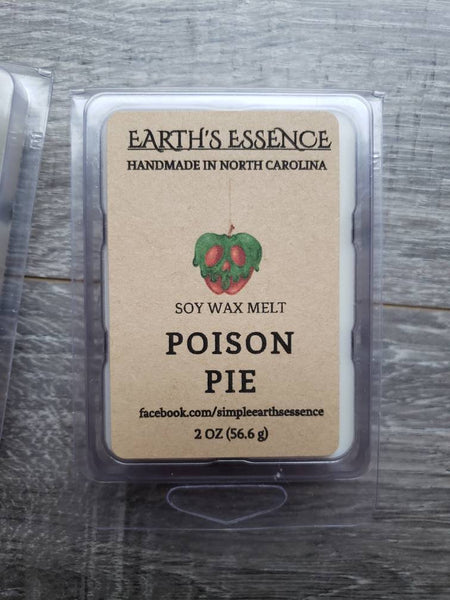 EARTH'S ESSENCE
HANDMADE IN NORTH CAROLINA
SOY WAX MELT
POISON
PIE
facebook.com/simpleearthsessence
2 OZ (56.6 g)